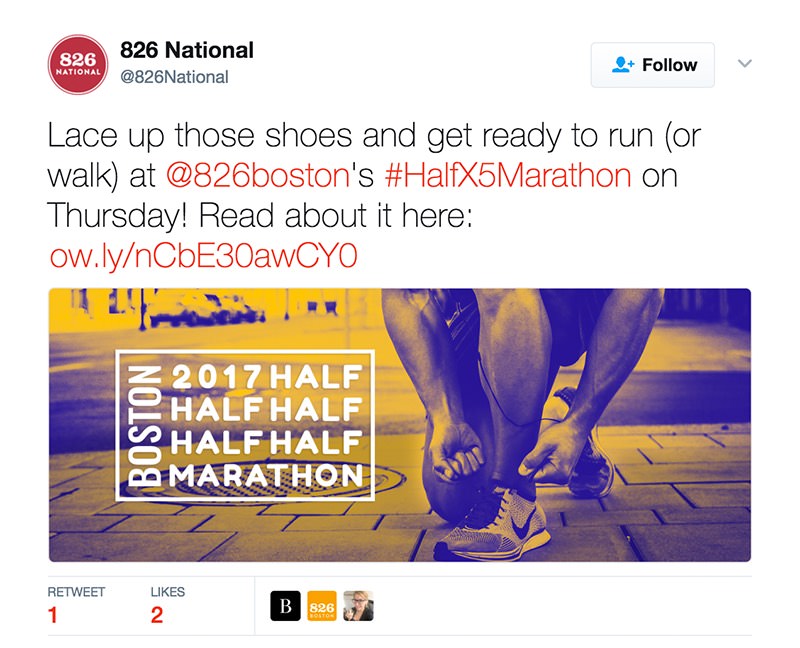 826
NATIONAL
826 National
@826National
Follow
Lace up those shoes and get ready to run (or
walk) at @826boston's #HalfX5Marathon on
Thursday! Read about it here:
ow.ly/nCbE30awCY0
BOSTON
2017 HALF
HALF HALF
HALF HALF
MARATHON
RETWEET
1
LIKES
2
B
826
BOSTON